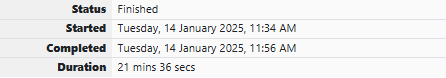 Status Finished
Started Tuesday, 14 January 2025, 11:34 AM
Completed Tuesday, 14 January 2025, 11:56 AM
Duration 21 mins 36 secs